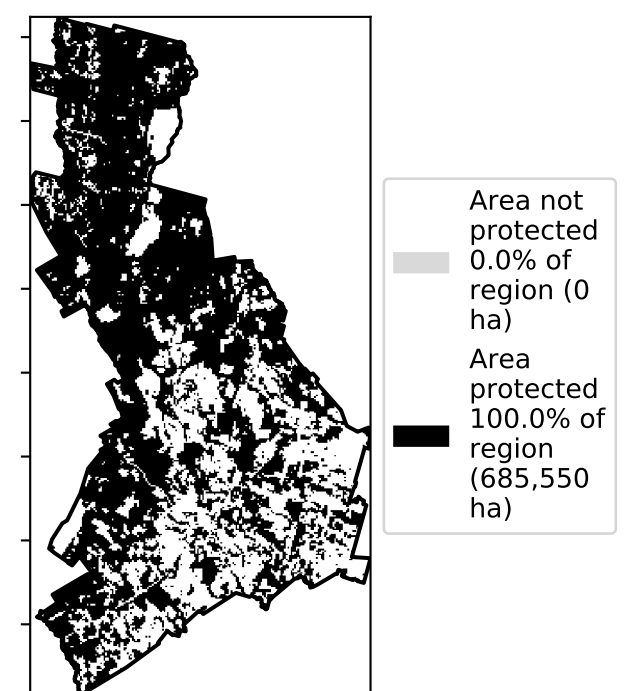 Area not
protected
0.0% of
region (0
ha)
Area
protected
100.0% of
region
(685,550
ha)